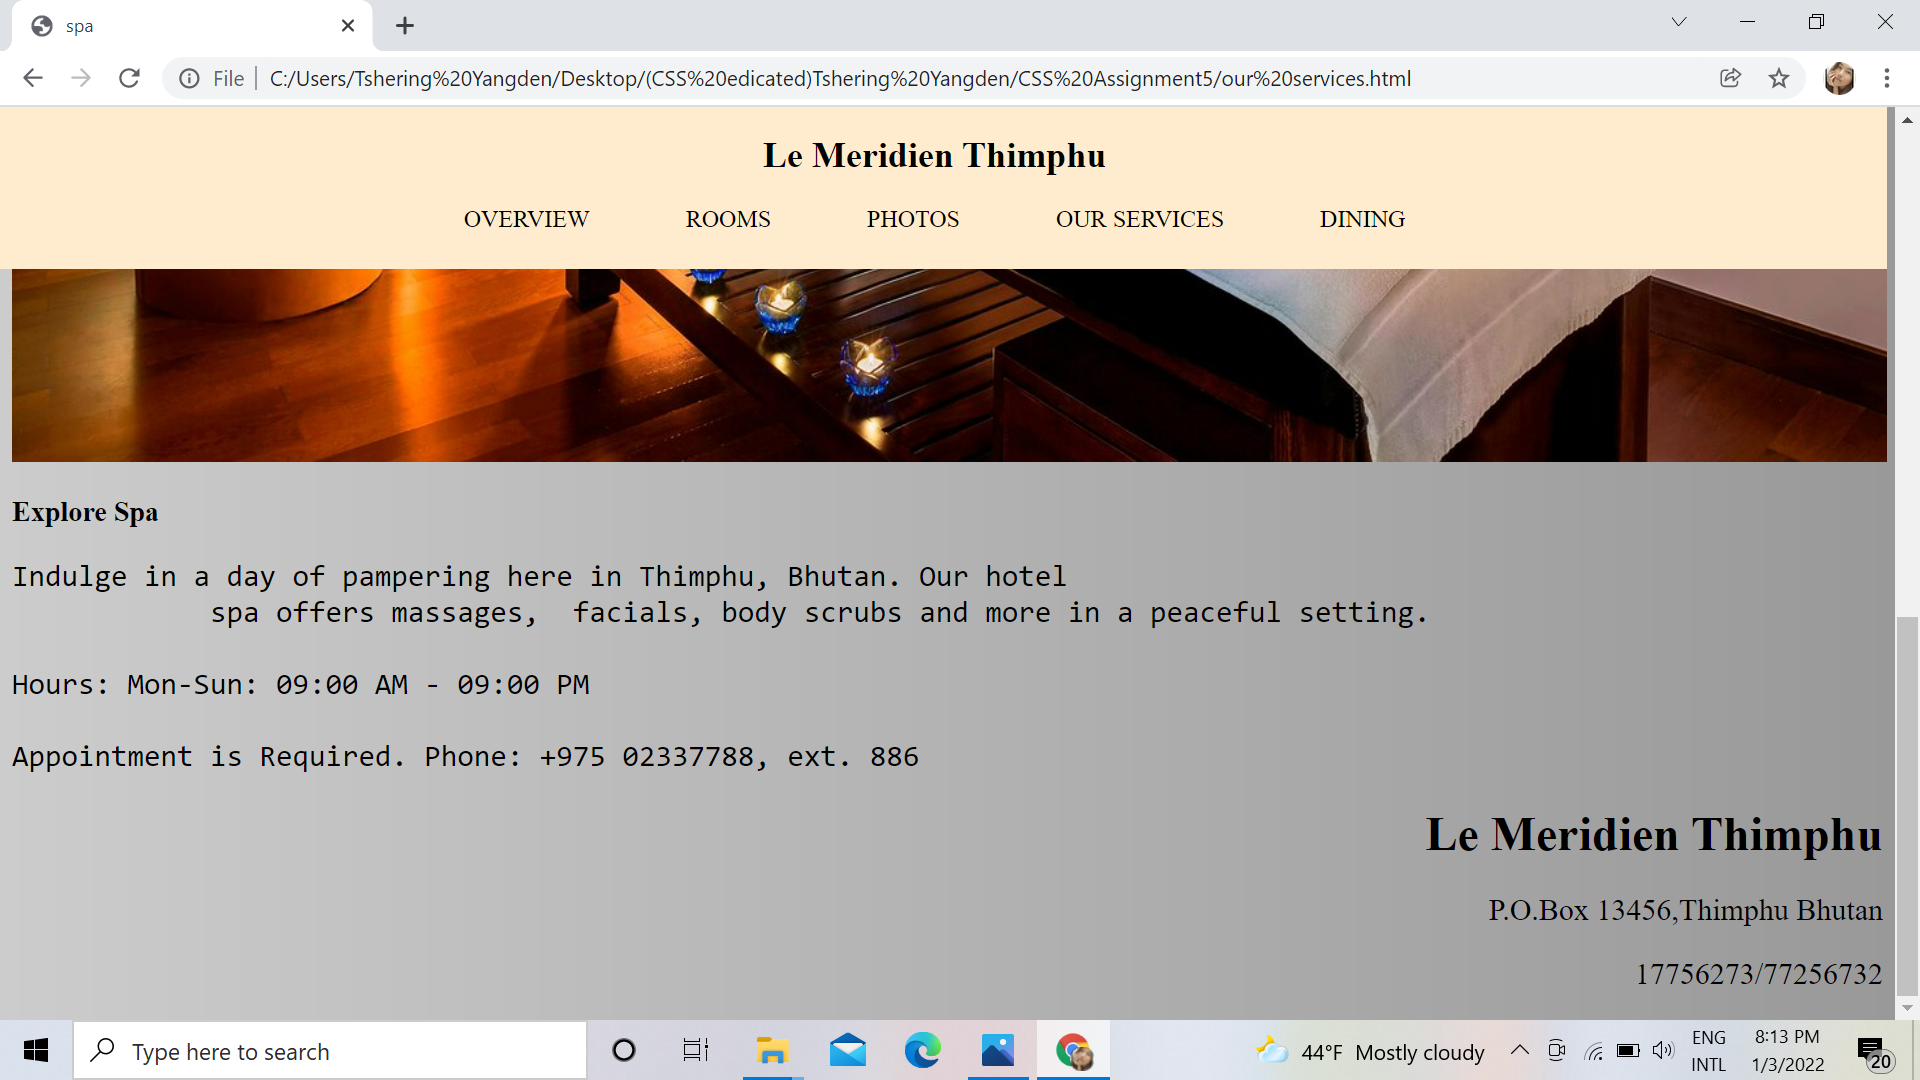 spa
File
C:/Users/Tshering%20Yangden/Desktop/(CSS%20edicated)Tshering%20Yangden/CSS%20Assignment5/our%20services.html
Le Meridien Thimphu
OVERVIEW ROOMS PHOTOS OUR SERVICES DINING
Explore Spa
Indulge in a day of pampering here in Thimphu, Bhutan. Our hotel
spa offers massages,  facials, body scrubs and more in a peaceful setting.
Hours: Mon-Sun: 09:00 AM - 09:00 PM
Appointment is Required. Phone: +975 02337788, ext. 886
Le Meridien Thimphu
P.O.Box 13456,Thimphu Bhutan
17756273/77256732
Type here to search
44°F Mostly cloudy
ENG
INTL
8:13 PM
1/3/2022
20